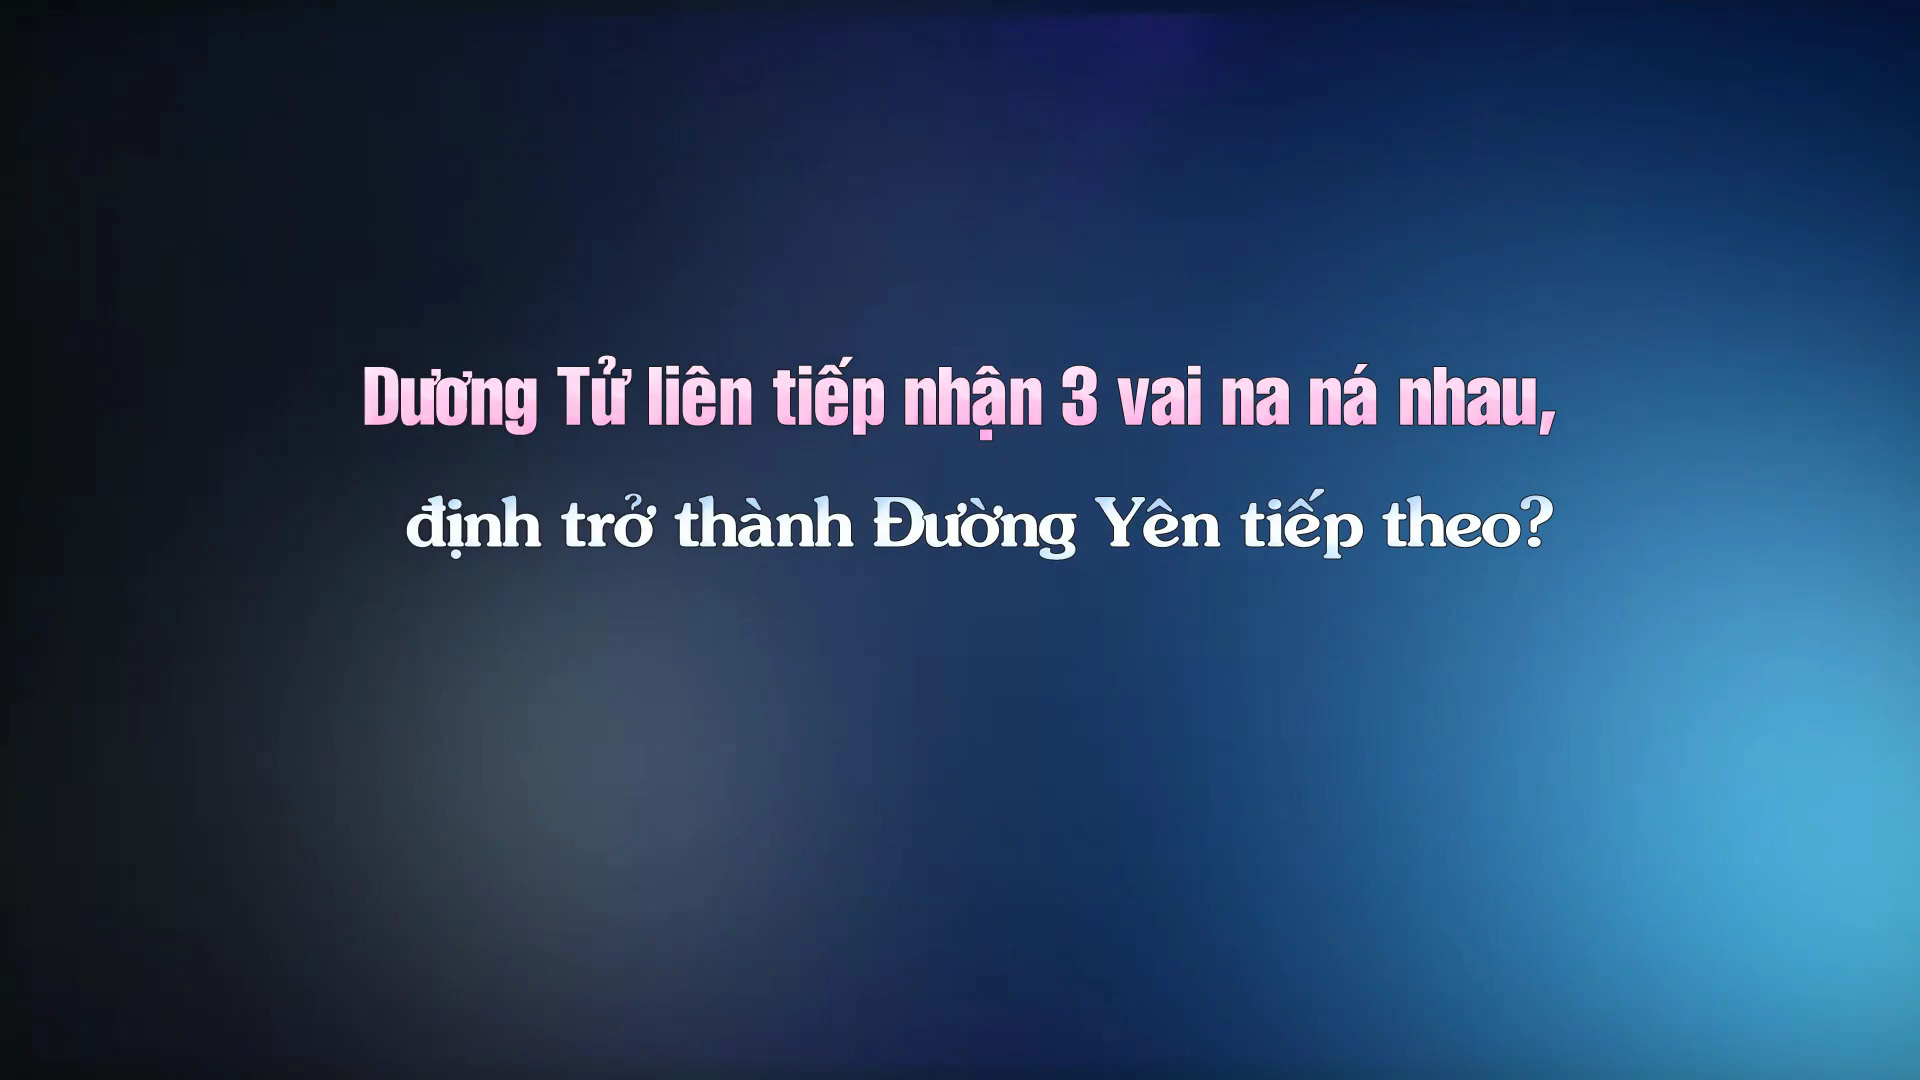 Dương Tử liên tiếp nhận 3 vai na ná nhau,
định trở thành Đường Yên tiếp theo?